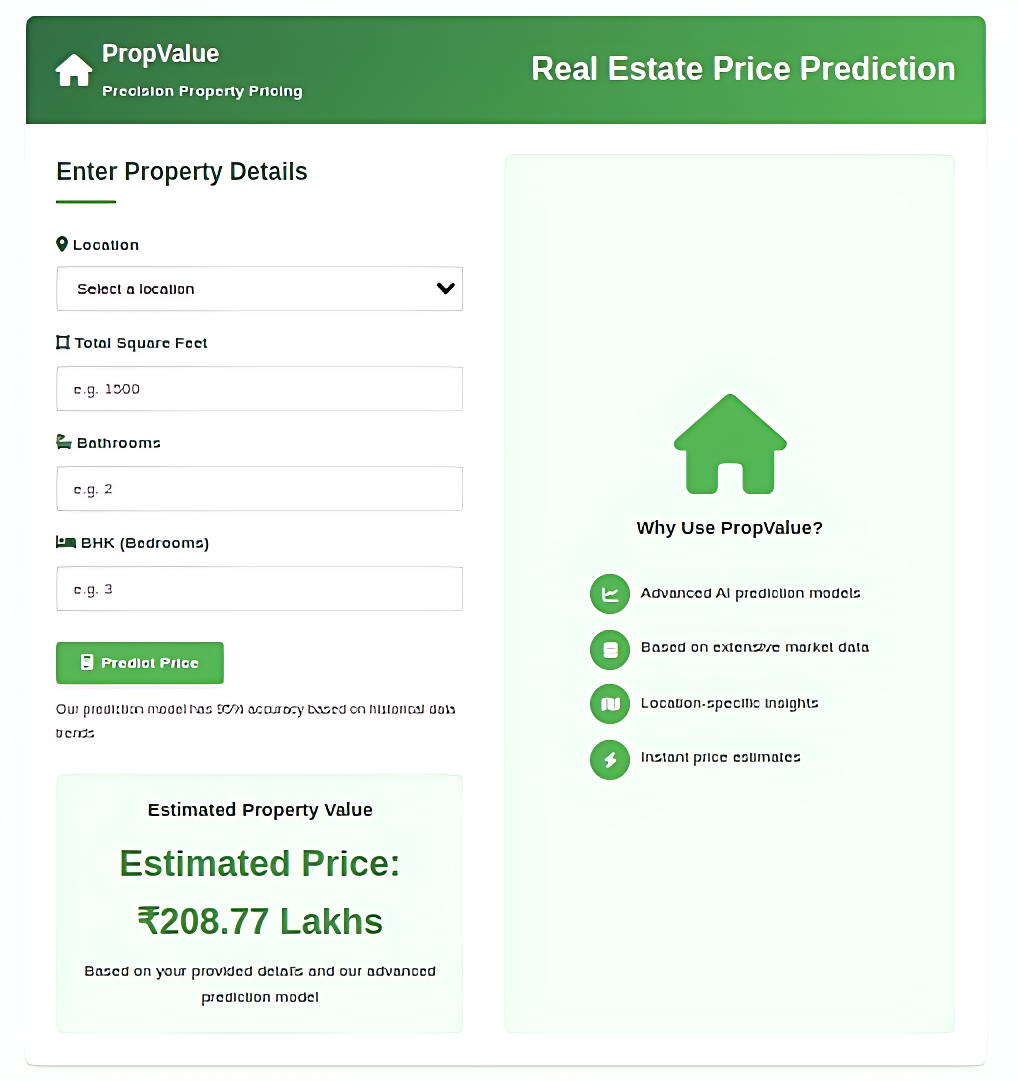 PropValue
Precision Property Pricing
Real Estate Price Prediction
Enter Property Details
Location
Select a location
Total Square Feet
e.g. 1500
Bathrooms
e.g. 2
BHK (Bedrooms)
e.g. 3
Predict Price
Our prediction model has accuracy based on historical data
trends
Estimated Property Value
Estimated Price:
₹208.77 Lakhs
Based on your provided details and our advanced
prediction model
Why Use PropValue?
Advanced AI prediction models
Based on extensive market data
Location-specific insights
Instant price estimates